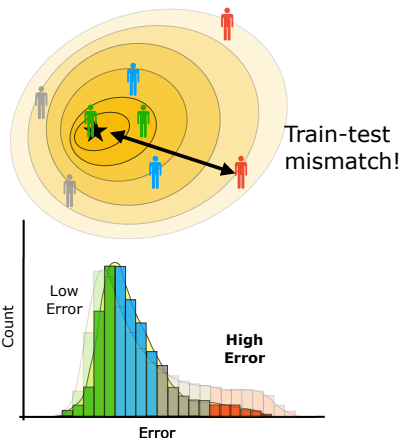 Train-test
mismatch!
Low
Error
High
Error
Count
Error